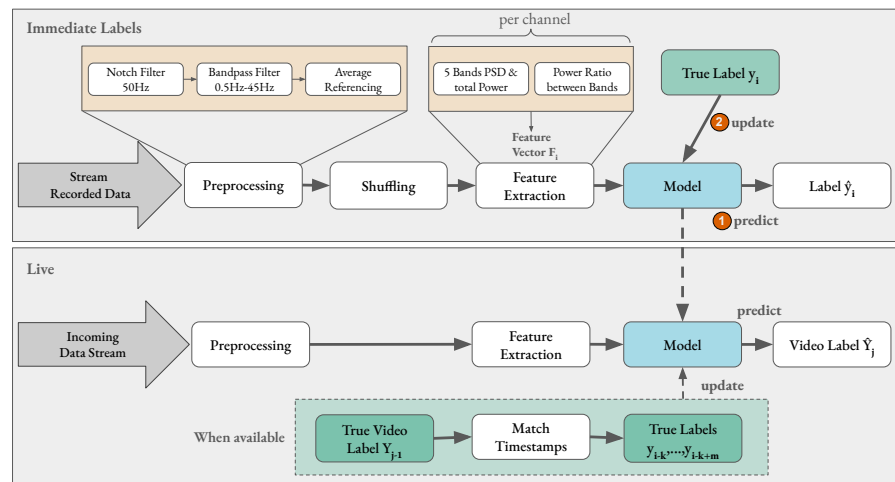 per channel
Immediate Labels
Notch Filter
50Hz
Bandpass Filter
0.5Hz-45Hz
Average
Referencing
5 Bands PSD &
total Power
Power Ratio
between Bands
True Label yᵢ
2 update
Feature
Vector Fᵢ
Stream
Recorded Data
Preprocessing
Shuffling
Feature
Extraction
Model
Label ŷᵢ
1 predict
Live
predict
Incoming
Data Stream
Preprocessing
Feature
Extraction
Model
Video Label Ŷⱼ
update
When available
True Video
Label Yⱼ₋₁
Match
Timestamps
True Labels
yᵢ₋ₖ,...,yᵢ₋ₖ₊ₘ